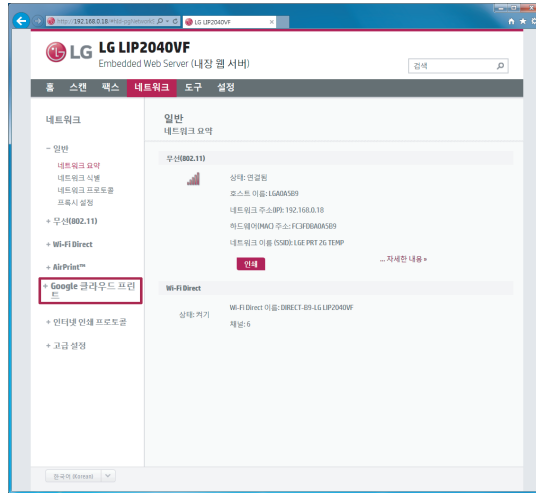 http://192.168.0.18
LG LIP2040VF
LG
LG LIP2040VF
Embedded Web Server (내장 웹 서버)
검색
홈 스캔 팩스 네트워크 도구 설정
네트워크
- 일반
네트워크 요약
네트워크 식별
네트워크 프로토콜
프록시 설정
+ 무선(802.11)
+ Wi-Fi Direct
+ AirPrint™
+ Google 클라우드 프린
트
+ 인터넷 인쇄 프로토콜
+ 고급 설정
일반
네트워크 요약
무선(802.11)
상태: 연결됨
호스트 이름: LGA0A5B9
네트워크 주소(IP): 192.168.0.18
하드웨어(MAC) 주소: FC3FDBA0A5B9
네트워크 이름 (SSID): LGE PRT 2G TEMP
인쇄
... 자세한 내용 »
Wi-Fi Direct
상태: 켜기
Wi-Fi Direct 이름: DIRECT-B9-LG LIP2040VF
채널: 6
한국어 (Korean)